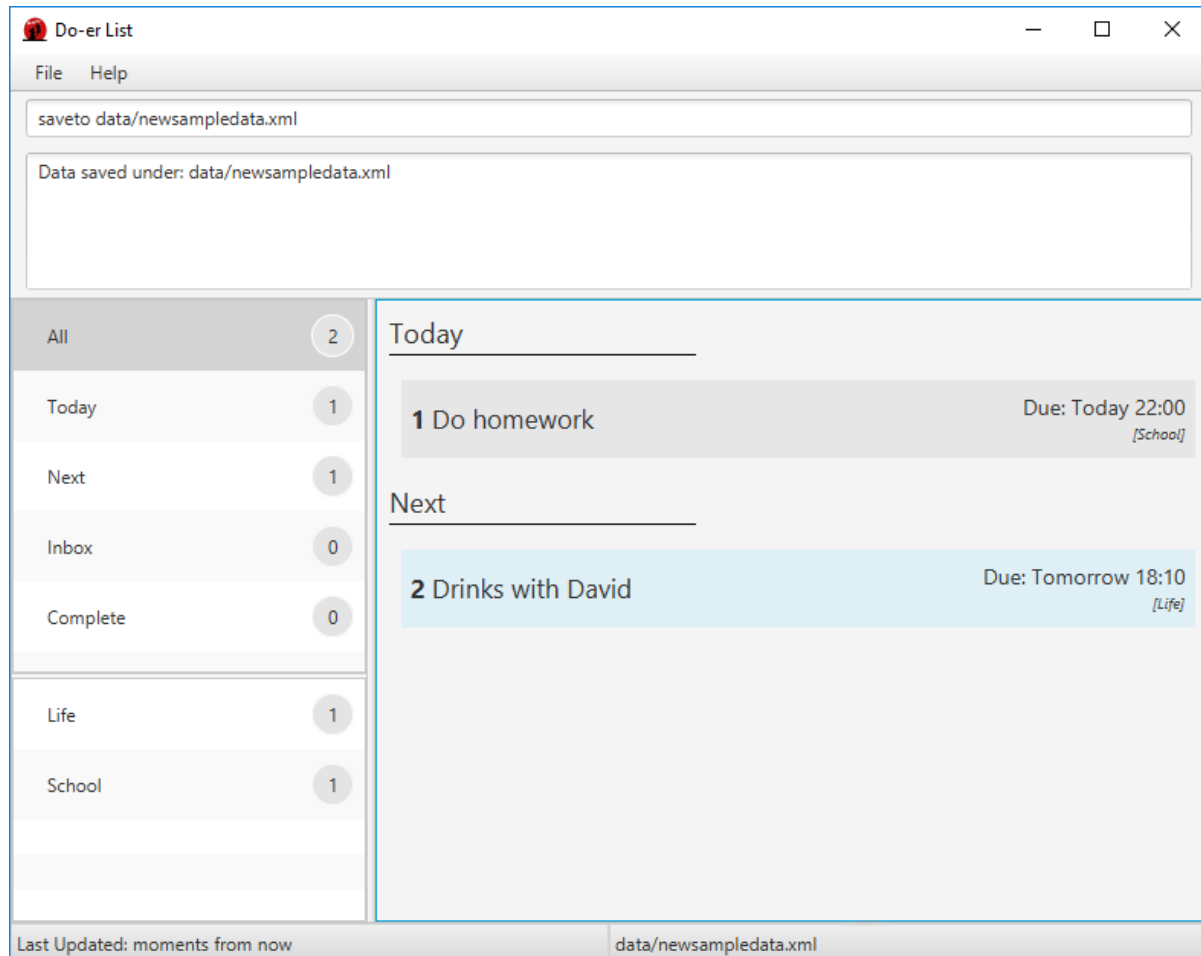 Do-er List
File Help
saveto data/newsampledata.xml
Data saved under: data/newsampledata.xml
All 2
Today 1
Next 1
Inbox 0
Complete 0
Life 1
School 1
Today
1 Do homework
Due: Today 22:00
[School]
Next
2 Drinks with David
Due: Tomorrow 18:10
[Life]
Last Updated: moments from now
data/newsampledata.xml